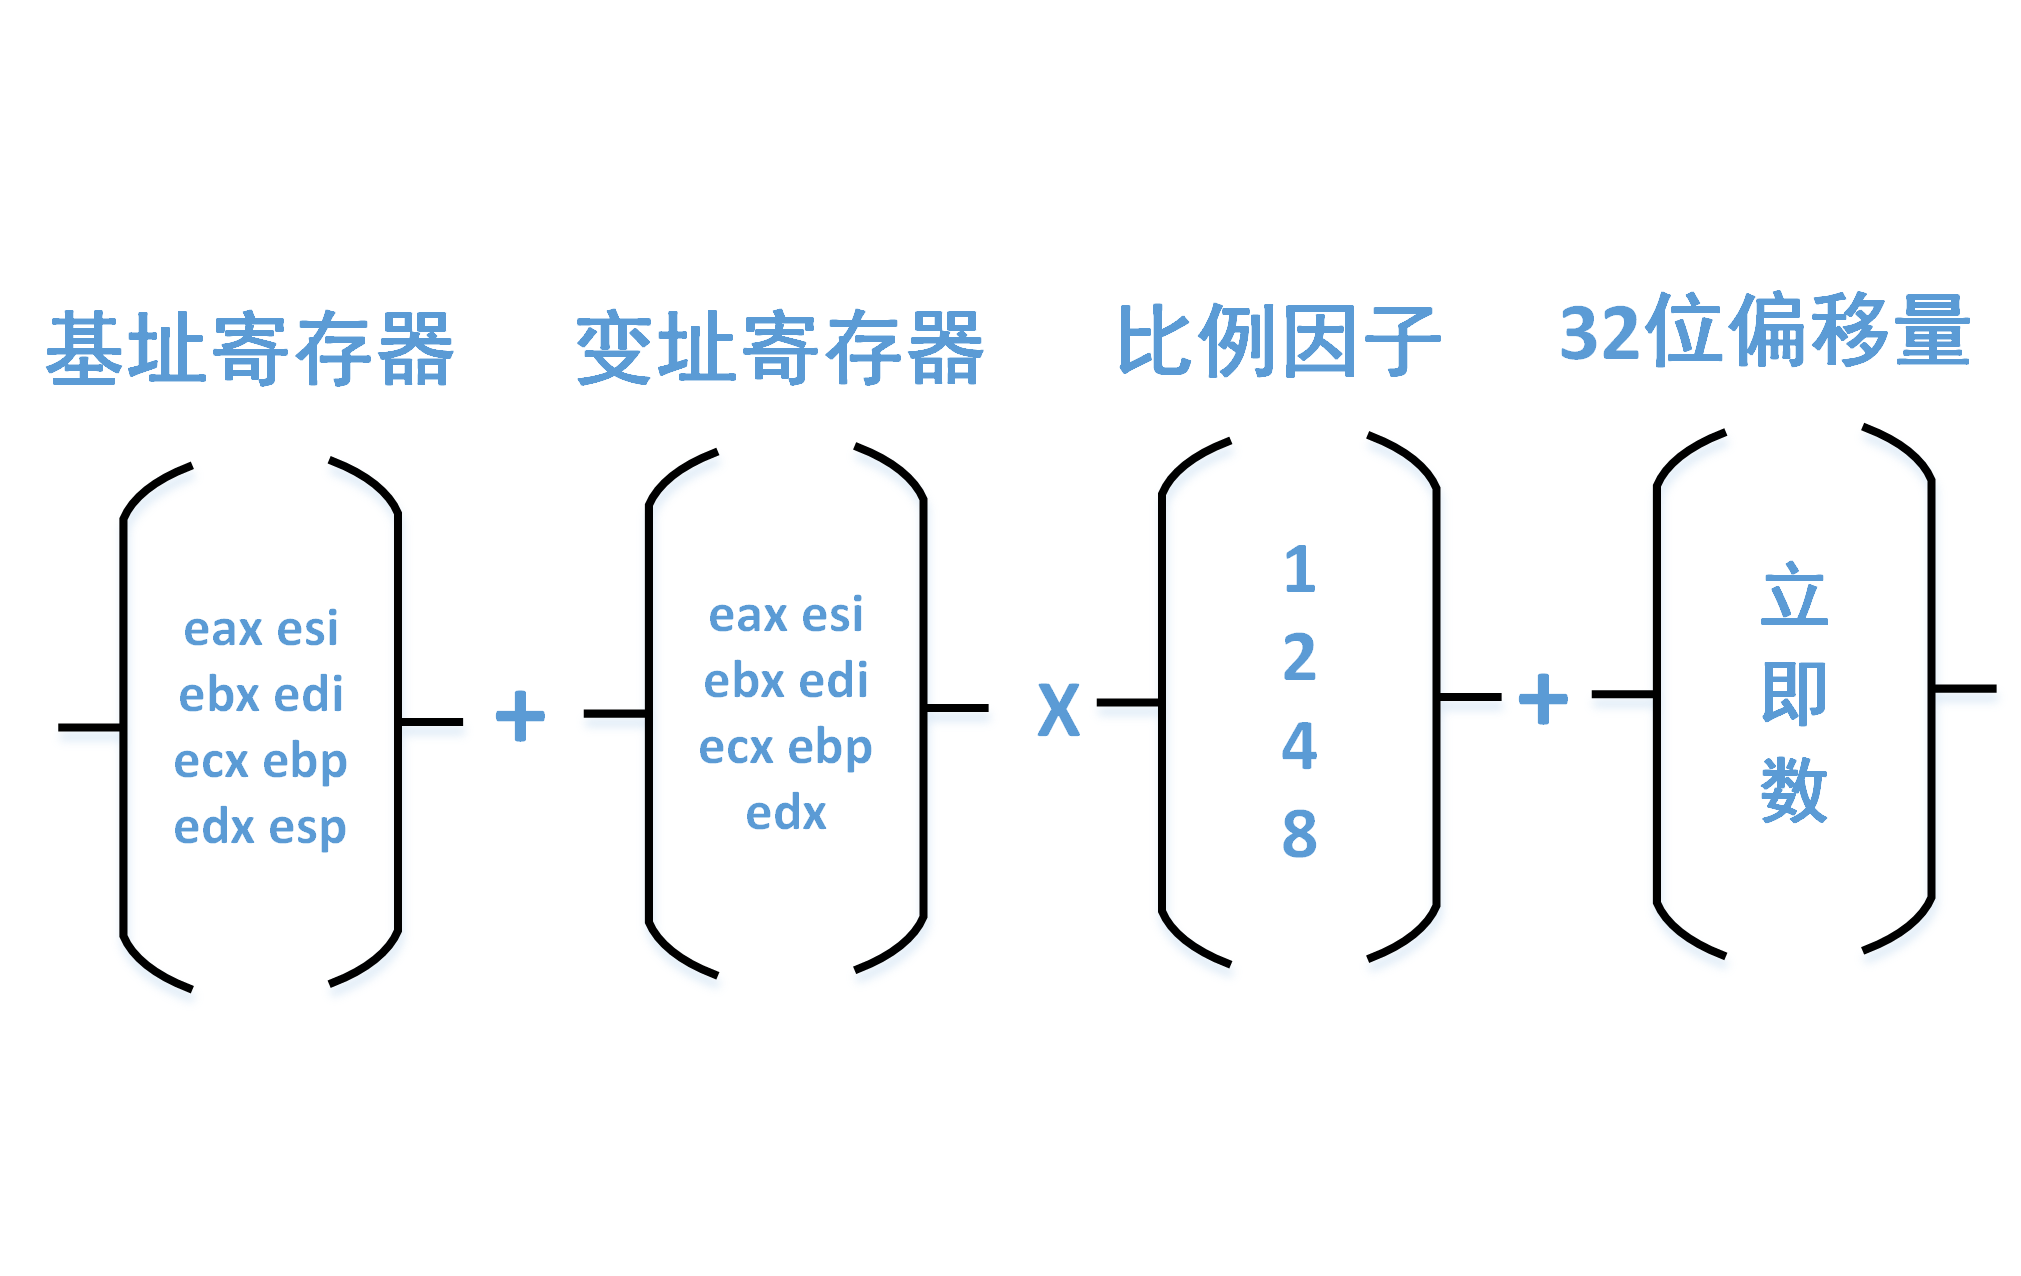 基址寄存器
变址寄存器
比例因子
32位偏移量
eax esi
ebx edi
ecx ebp
edx esp
+
eax esi
ebx edi
ecx ebp
edx
X
1
2
4
8
+
立
即
数